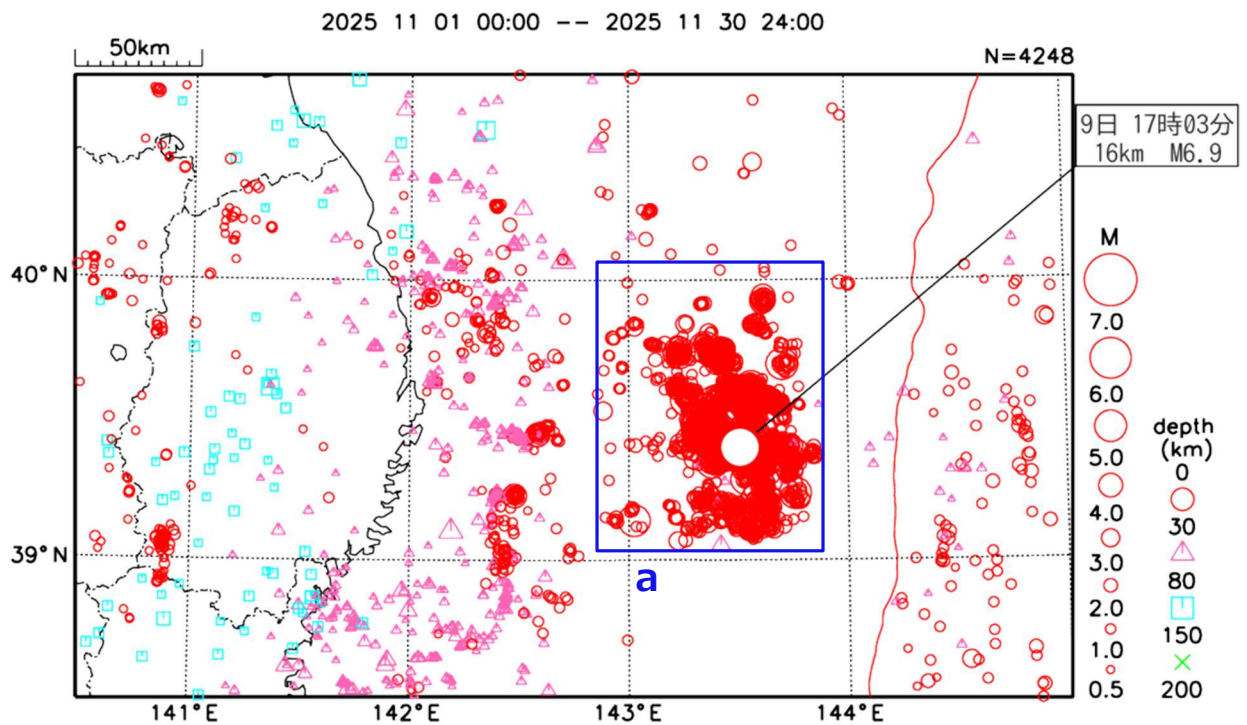 2025 11 01 00:00 -- 2025 11 30 24:00
50km
N=4248
9日 17時03分
16km M6.9
M
7.0
6.0
5.0
4.0
3.0
2.0
1.0
0.5
depth
(km)
0
30
80
150
200
40°N
39°N
a
141°E
142°E
143°E
144°E